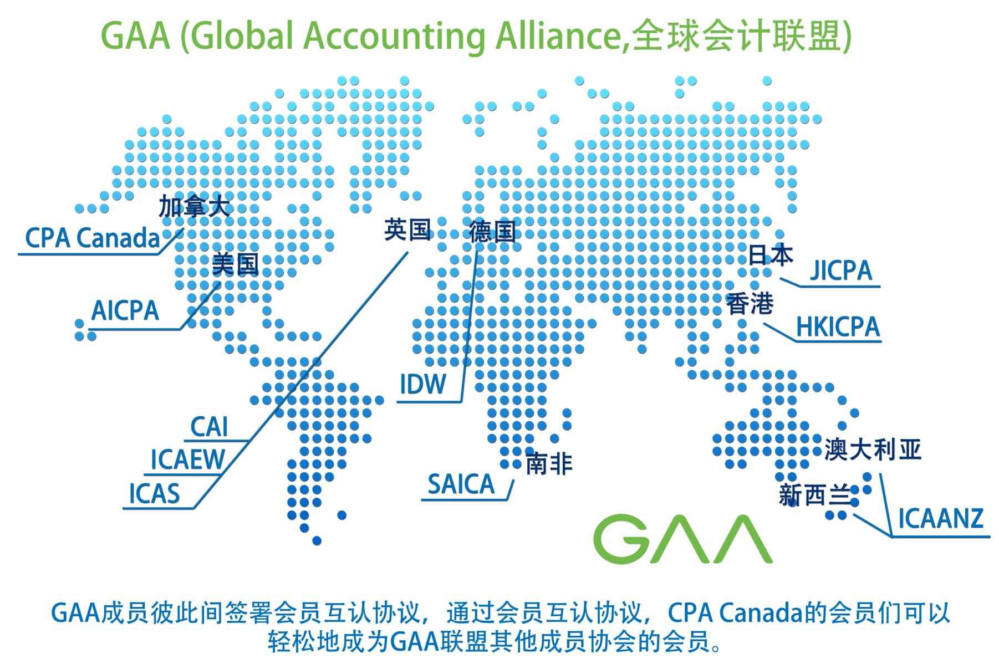 GAA (Global Accounting Alliance,全球会计联盟)
加拿大
CPA Canada
英国
德国
美国
日本
JICPA
AICPA
香港
HKICPA
IDW
CAI
ICAEW
ICAS
SAICA
南非
澳大利亚
新西兰
ICAANZ
GAA
GAA成员彼此间签署会员互认协议，通过会员互认协议，CPA Canada的会员们可以
轻松地成为GAA联盟其他成员协会的会员。